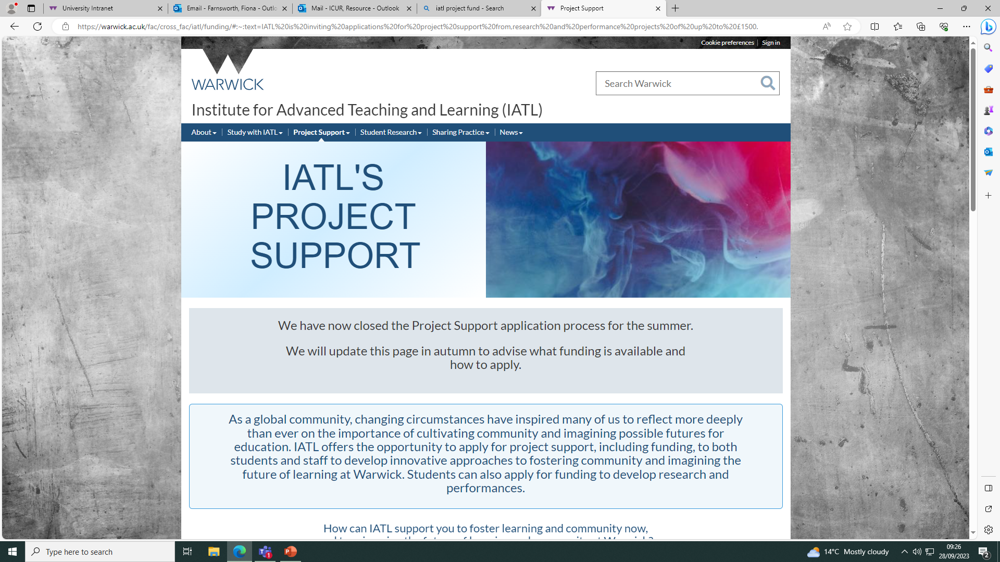 University Intranet
Email - Farnsworth, Fiona - Outlo
Mail - ICUR, Resource - Outlook
iatl project fund - Search
Project Support
https://warwick.ac.uk/fac/cross_fac/iatl/funding/#:~:text=IATL%20is%20inviting%20applications%20for%20project%20support%20from,research%20and%20performance%20projects%20of%20up%20to%20£1500.
Cookie preferences
Sign in
WARWICK
Search Warwick
Institute for Advanced Teaching and Learning (IATL)
About
Study with IATL
Project Support
Student Research
Sharing Practice
News
IATL'S
PROJECT
SUPPORT
We have now closed the Project Support application process for the summer.
We will update this page in autumn to advise what funding is available and
how to apply.
As a global community, changing circumstances have inspired many of us to reflect more deeply
than ever on the importance of cultivating community and imagining possible futures for
education. IATL offers the opportunity to apply for project support, including funding, to both
students and staff to develop innovative approaches to fostering community and imagining the
future of learning at Warwick. Students can also apply for funding to develop research and
performances.
How can IATL support you to foster learning and community now,
Type here to search
1
14°C Mostly cloudy
09:26
28/09/2023
2